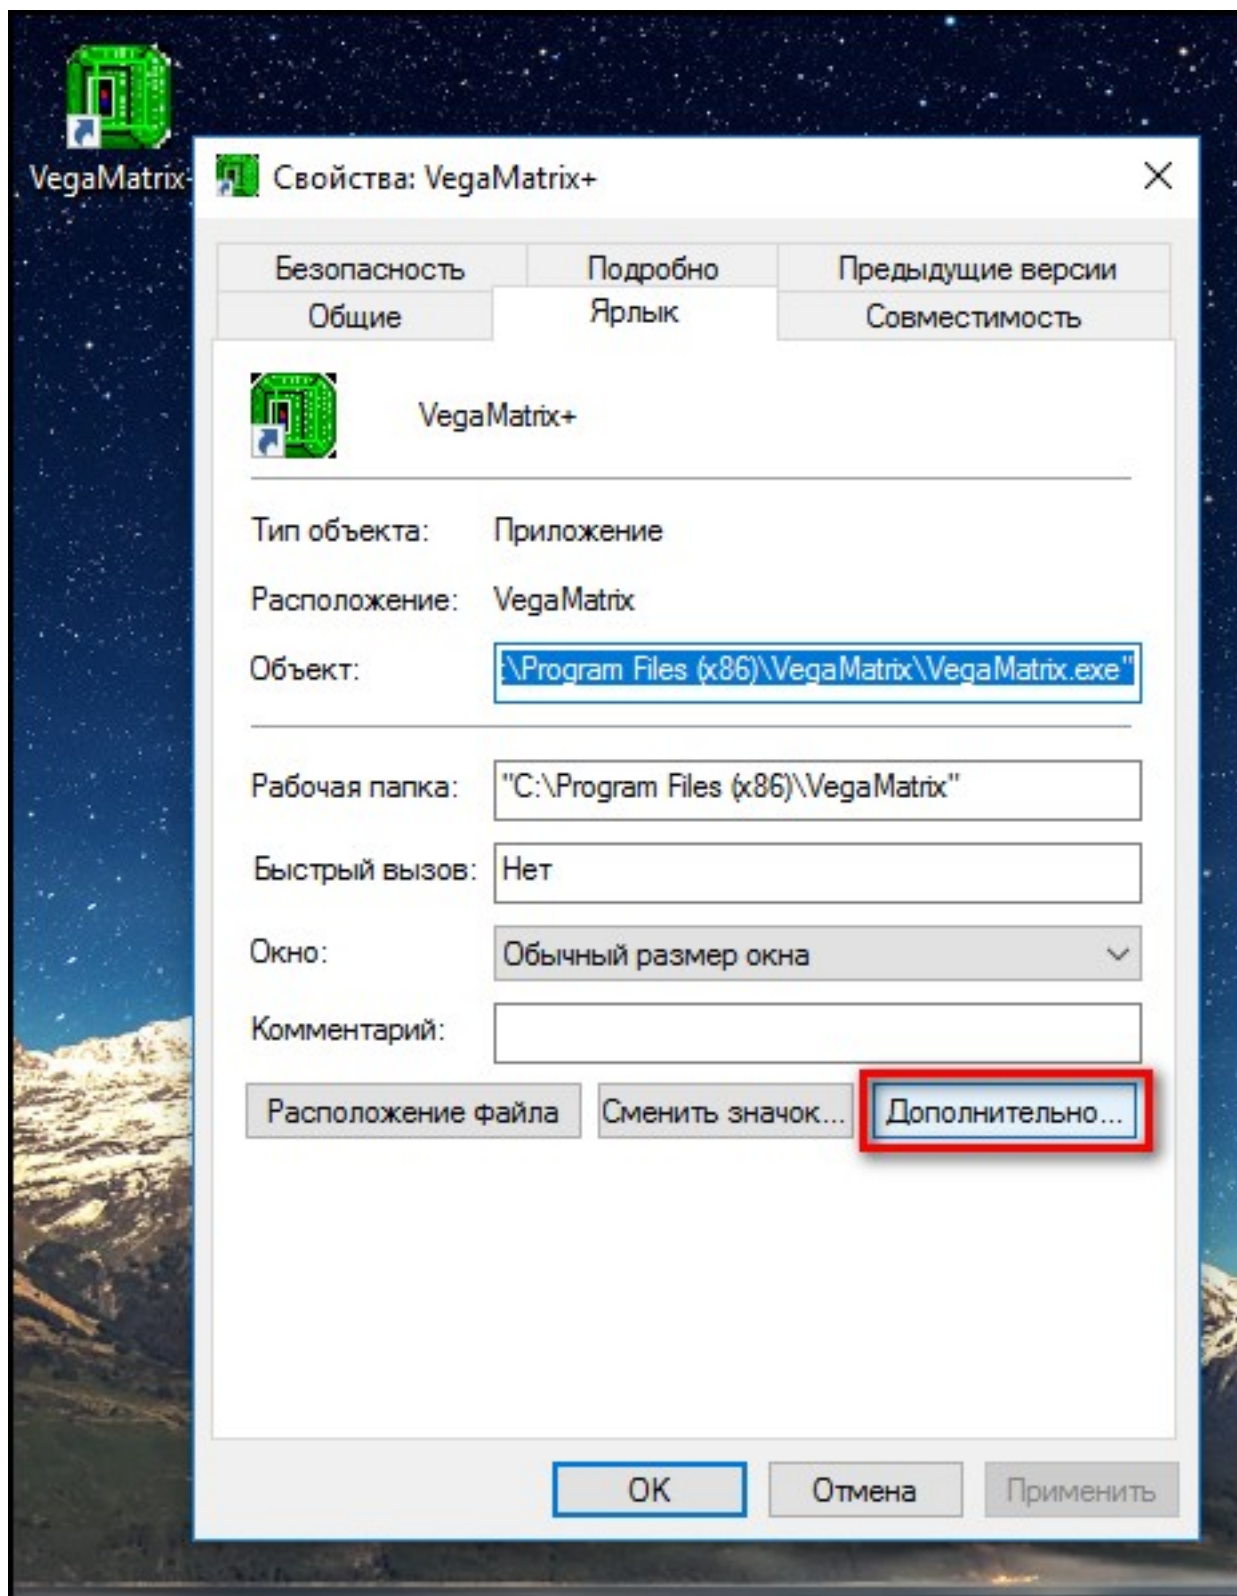 VegaMatrix+
Свойства: VegaMatrix+
Безопасность Подробно Предыдущие версии
Общие Ярлык Совместимость
VegaMatrix+
Тип объекта: Приложение
Расположение: VegaMatrix
Объект: :\Program Files (x86)\VegaMatrix\VegaMatrix.exe"
Рабочая папка: "C:\Program Files (x86)\VegaMatrix"
Быстрый вызов: Нет
Окно: Обычный размер окна
Комментарий:
Расположение файла Сменить значок... Дополнительно...
OK Отмена Применить